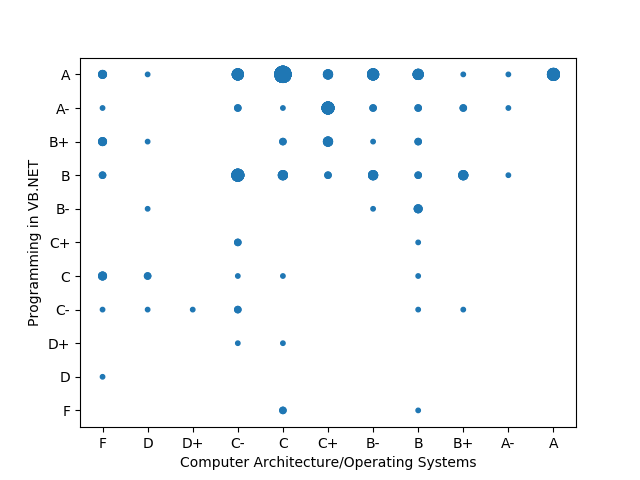 A
A-
B+
B
B-
C+
C
C-
D+
D
F
Programming in VB.NET
F D D+ C- C C+ B- B B+ A- A
Computer Architecture/Operating Systems